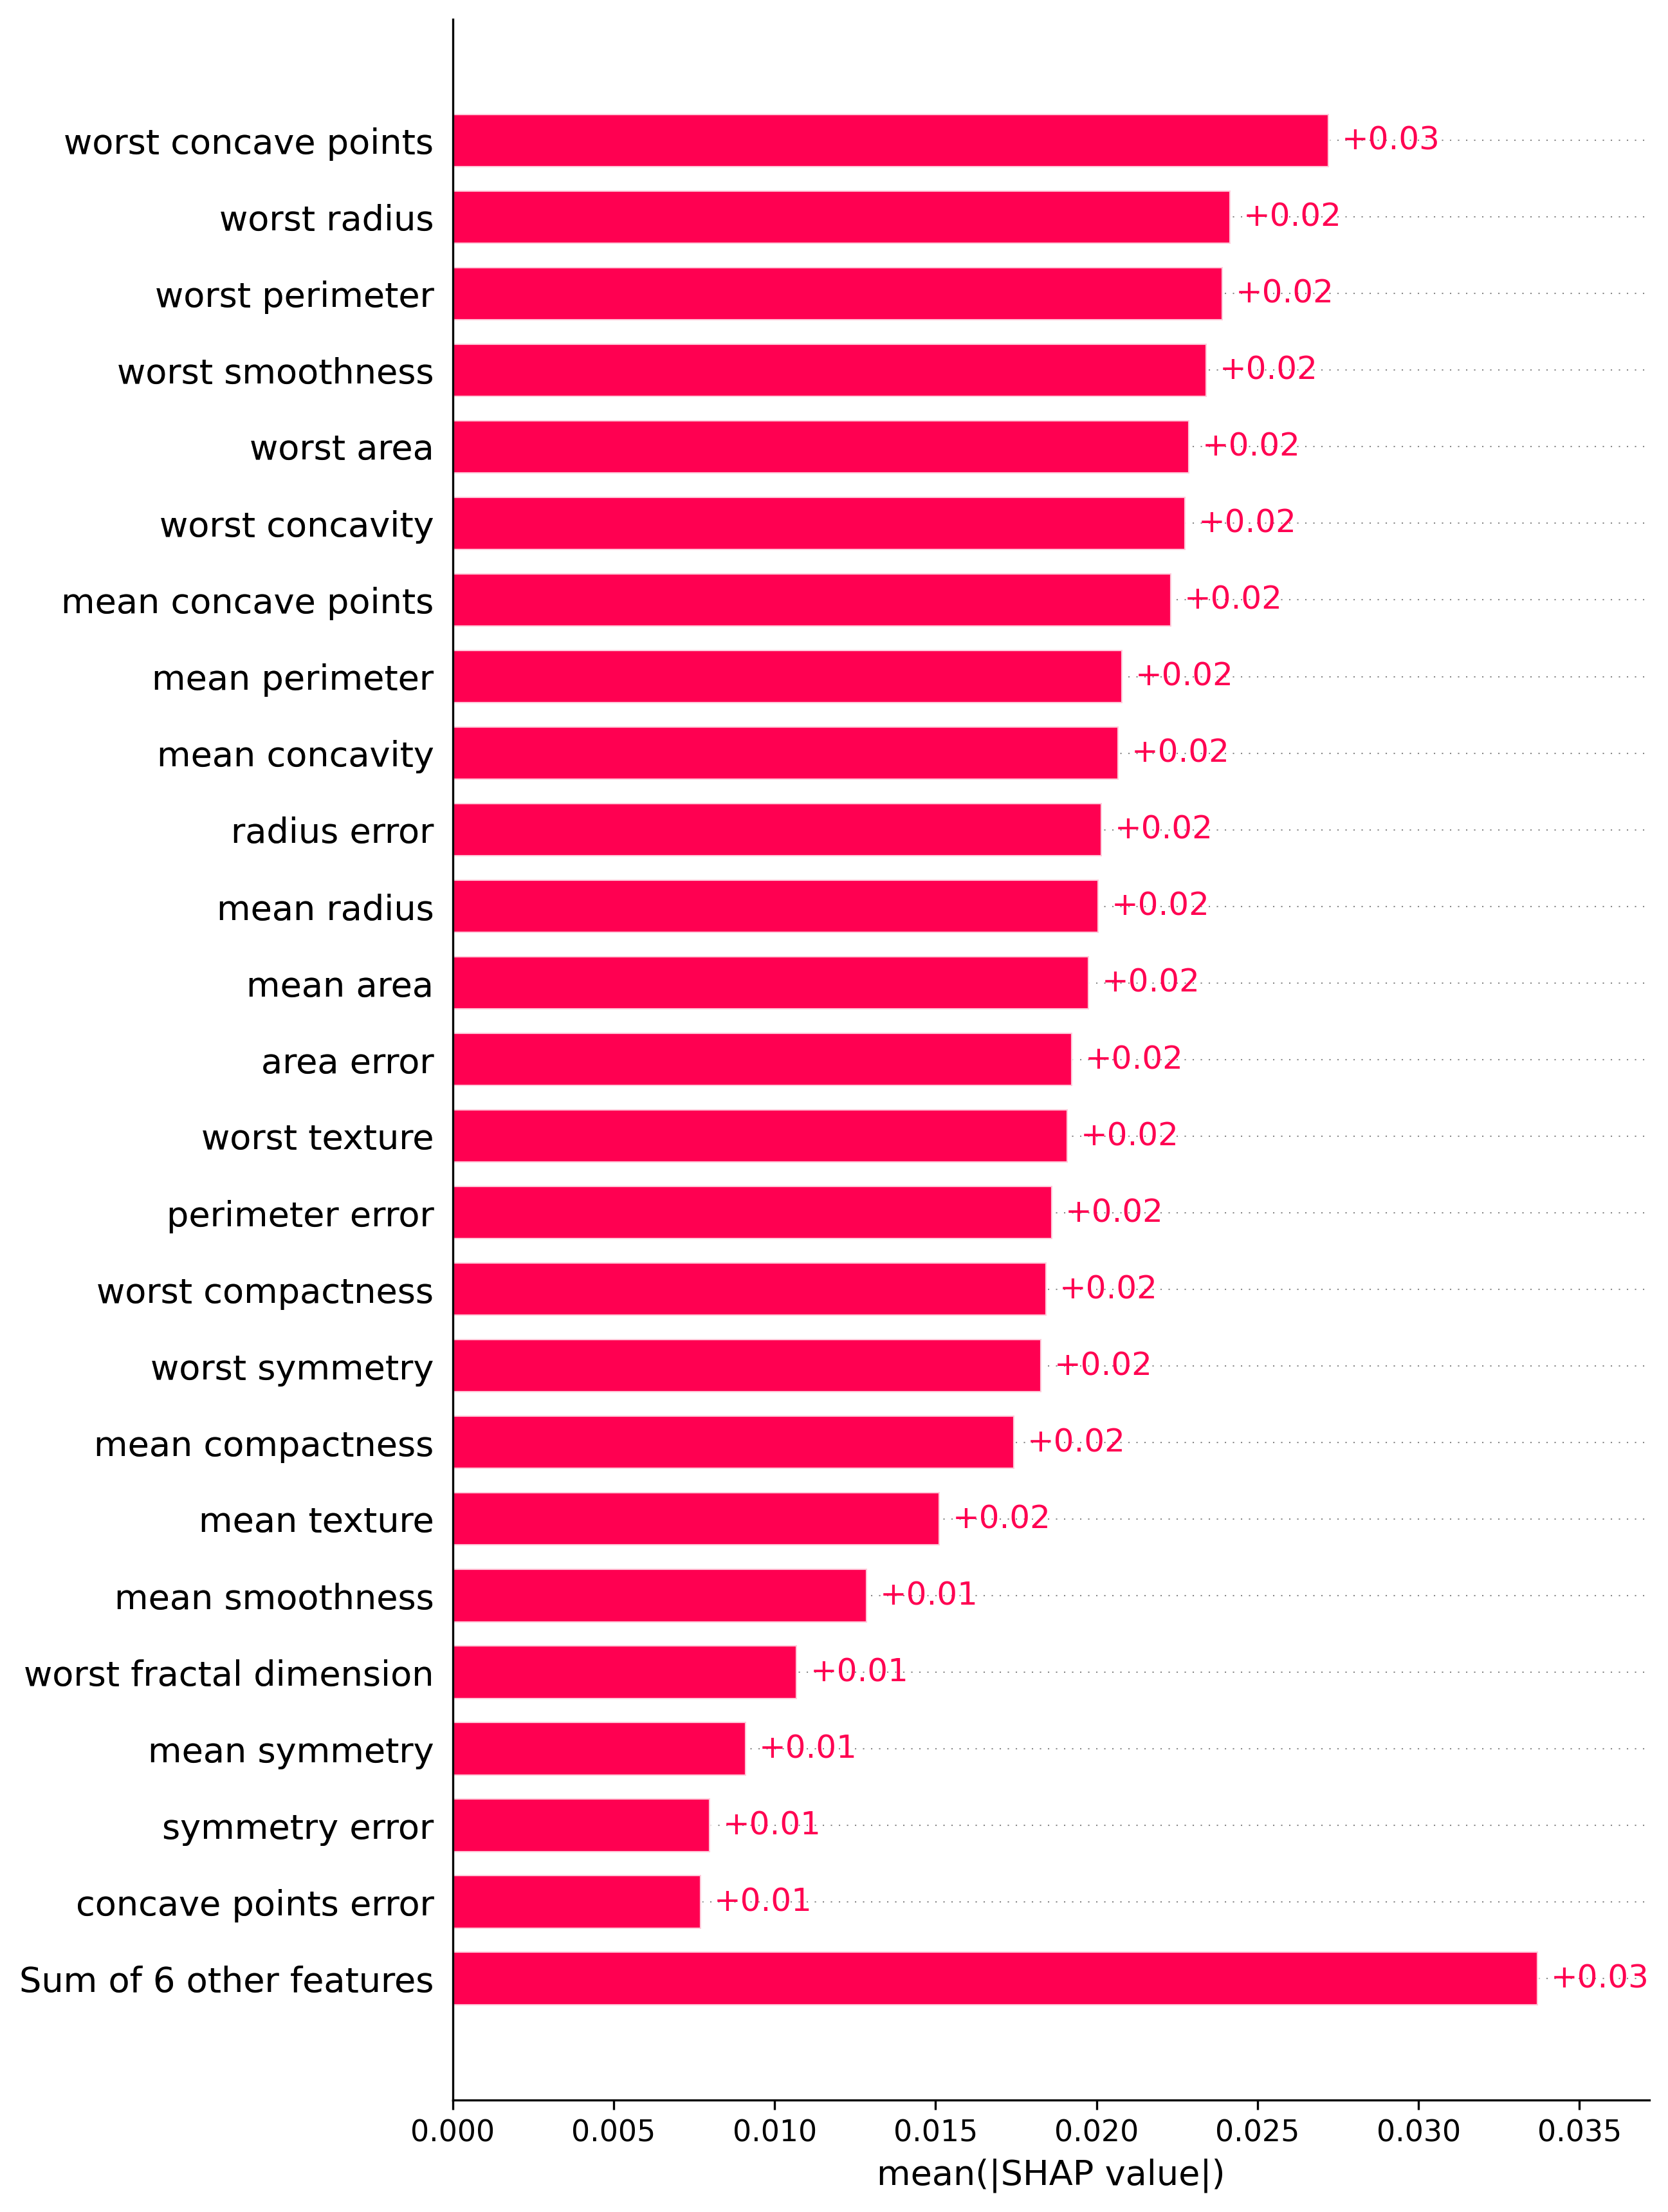 worst concave points +0.03
worst radius +0.02
worst perimeter +0.02
worst smoothness +0.02
worst area +0.02
worst concavity +0.02
mean concave points +0.02
mean perimeter +0.02
mean concavity +0.02
radius error +0.02
mean radius +0.02
mean area +0.02
area error +0.02
worst texture +0.02
perimeter error +0.02
worst compactness +0.02
worst symmetry +0.02
mean compactness +0.02
mean texture +0.02
mean smoothness +0.01
worst fractal dimension +0.01
mean symmetry +0.01
symmetry error +0.01
concave points error +0.01
Sum of 6 other features +0.03
0.000 0.005 0.010 0.015 0.020 0.025 0.030 0.035
mean(|SHAP value|)